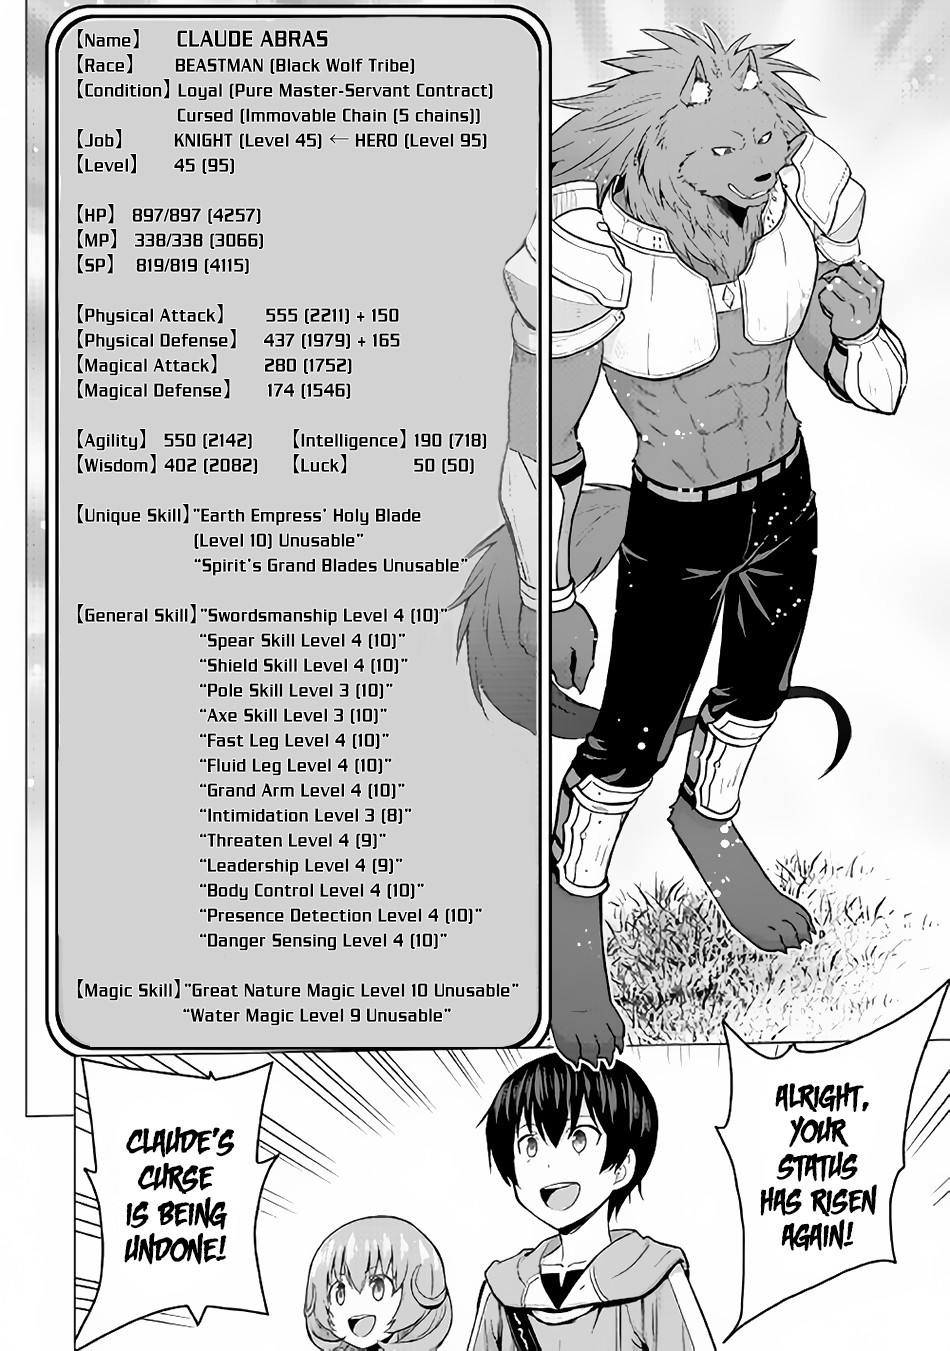 【Name】 CLAUDE ABRAS
【Race】 BEASTMAN (Black Wolf Tribe)
【Condition】 Loyal (Pure Master-Servant Contract)
Cursed (Immovable Chain (5 chains))
【Job】 KNIGHT (Level 45) ← HERO (Level 95)
【Level】 45 (95)
【HP】 897/897 (4257)
【MP】 338/338 (3066)
【SP】 819/819 (4115)
【Physical Attack】 555 (2211) + 150
【Physical Defense】 437 (1979) + 165
【Magical Attack】 280 (1752)
【Magical Defense】 174 (1546)
【Agility】 550 (2142) 【Intelligence】 190 (718)
【Wisdom】 402 (2082) 【Luck】 50 (50)
【Unique Skill】 "Earth Empress' Holy Blade
(Level 10) Unusable"
"Spirit's Grand Blades Unusable"
【General Skill】 "Swordsmanship Level 4 (10)"
"Spear Skill Level 4 (10)"
"Shield Skill Level 4 (10)"
"Pole Skill Level 3 (10)"
"Axe Skill Level 3 (10)"
"Fast Leg Level 4 (10)"
"Fluid Leg Level 4 (10)"
"Grand Arm Level 4 (10)"
"Intimidation Level 3 (8)"
"Threaten Level 4 (9)"
"Leadership Level 4 (9)"
"Body Control Level 4 (10)"
"Presence Detection Level 4 (10)"
"Danger Sensing Level 4 (10)"
【Magic Skill】 "Great Nature Magic Level 10 Unusable"
"Water Magic Level 9 Unusable"
ALRIGHT,
YOUR
STATUS
HAS RISEN
AGAIN!
CLAUDE'S
CURSE
IS BEING
UNDONE!